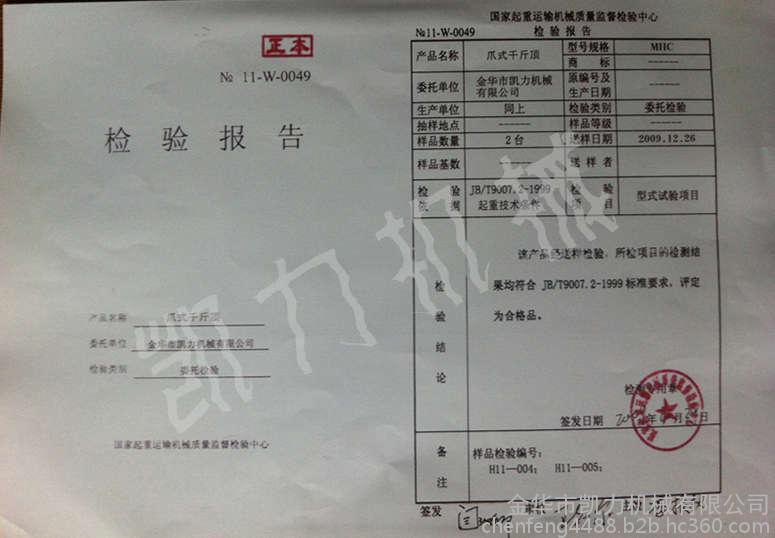 正本
№ 11-W-0049
检验报告
产品名称 爪式千斤顶
委托单位 金华市凯力机械有限公司
检验类别 委托检验
国家起重运输机械质量监督检验中心
国家起重运输机械质量监督检验中心
№11-W-0049 检验报告
产品名称 爪式千斤顶 型号规格 MHC
商标 ------
委托单位 金华市凯力机械有限公司 原编号及生产日期 ------
生产单位 同上 检验类别 委托检验
抽样地点 ------ 样品等级 ------
样品数量 2台 送样日期 2009.12.26
样品基数 ------ 送样者
检验依据 JB/T9007.2-1999 检验项目 型式试验项目
起重技术条件
检验结论
该产品经送样检验，所检项目的检测结
果均符合 JB/T9007.2-1999标准要求，评定
为合格品。
签发日期
备注
样品检验编号：
H11—004； H11—005；
签发
凯力机械
金华市凯力机械有限公司
chenfeng4488.b2b.hc360.com